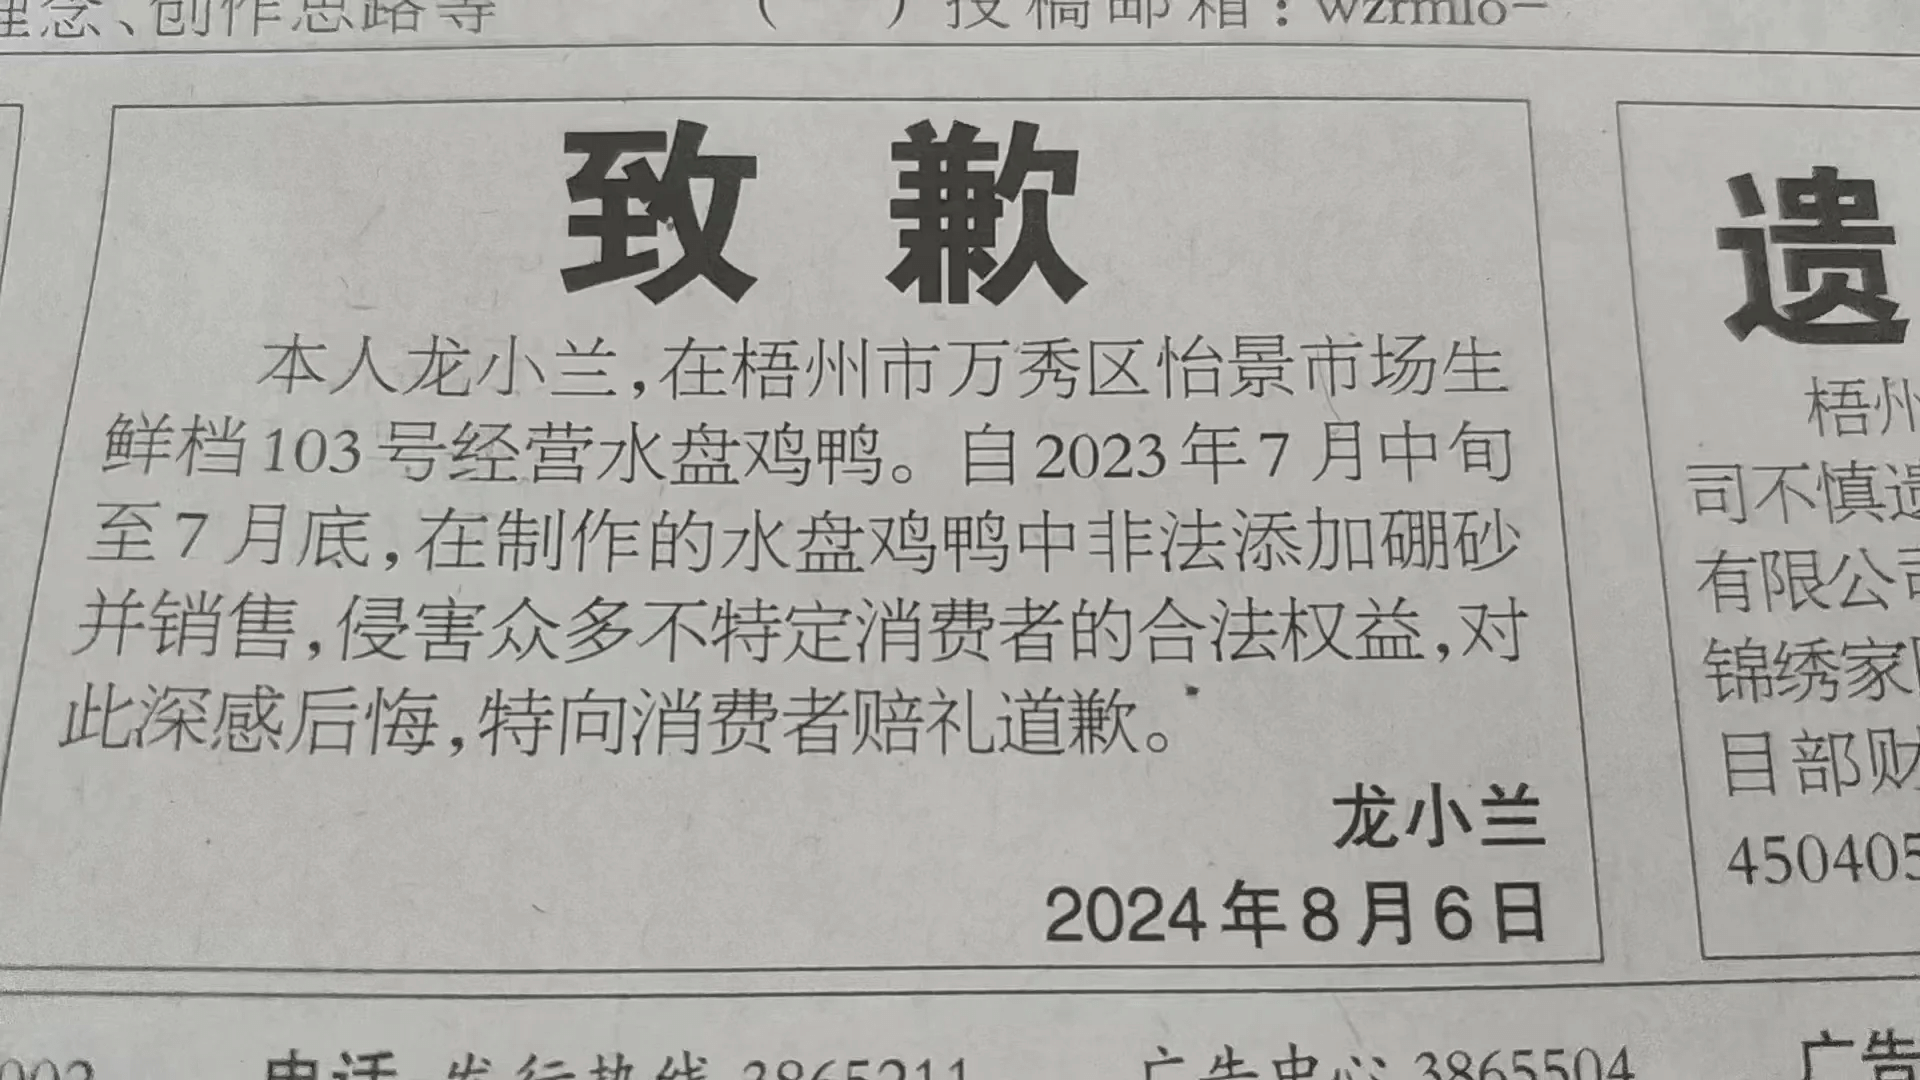 理念、创作思路等
(一)投稿邮箱:wzrmlo-
致 歉
本人龙小兰,在梧州市万秀区怡景市场生
鲜档103号经营水盘鸡鸭。自2023年7月中旬
至7月底,在制作的水盘鸡鸭中非法添加硼砂
并销售,侵害众多不特定消费者的合法权益,对
此深感后悔,特向消费者赔礼道歉。
龙小兰
2024年8月6日
遗
梧州
司不慎遗
有限公司
锦绣家
目部财
450405
电话 发行热线 3865211
广告中心 3865504
广告